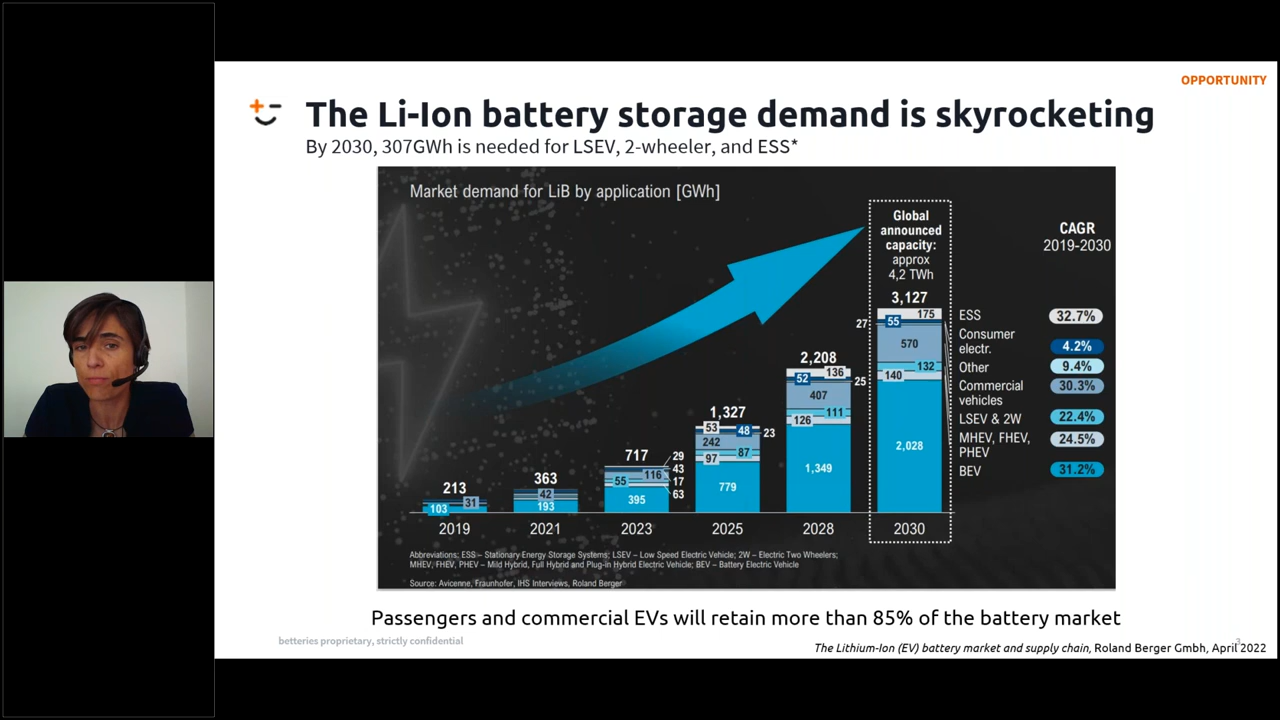 OPPORTUNITY
The Li-Ion battery storage demand is skyrocketing
By 2030, 307GWh is needed for LSEV, 2-wheeler, and ESS*
Market demand for LiB by application [GWh]
Global
announced
capacity:
approx
4,2 TWh
CAGR
2019-2030
213
31
103
2019
363
42
193
2021
717
29
43
116
17
55
63
395
2023
1,327
53
48
23
242
87
97
779
2025
2,208
136
52
25
407
111
126
1,349
2028
3,127
175
27
55
570
132
140
2,028
2030
ESS 32.7%
Consumer
electr. 4.2%
Other 9.4%
Commercial
vehicles 30.3%
LSEV & 2W 22.4%
MHEV, FHEV,
PHEV 24.5%
BEV 31.2%
Abbreviations: ESS – Stationary Energy Storage Systems; LSEV – Low Speed Electric Vehicle; 2W – Electric Two Wheelers;
MHEV, FHEV, PHEV – Mild Hybrid, Full Hybrid and Plug-in Hybrid Electric Vehicle; BEV – Battery Electric Vehicle
Source: Avicenne, Fraunhofer, IHS Interviews, Roland Berger
Passengers and commercial EVs will retain more than 85% of the battery market
betteries proprietary, strictly confidential
3
The Lithium-Ion (EV) battery market and supply chain, Roland Berger Gmbh, April 2022